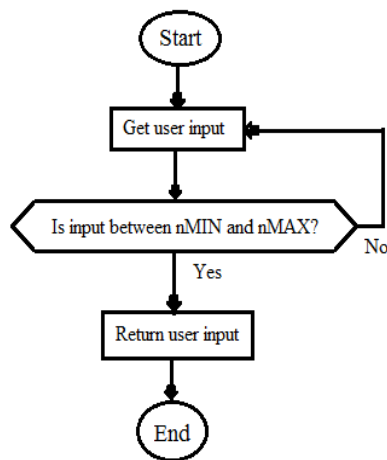 Start
Get user input
Is input between nMIN and nMAX?
No
Yes
Return user input
End